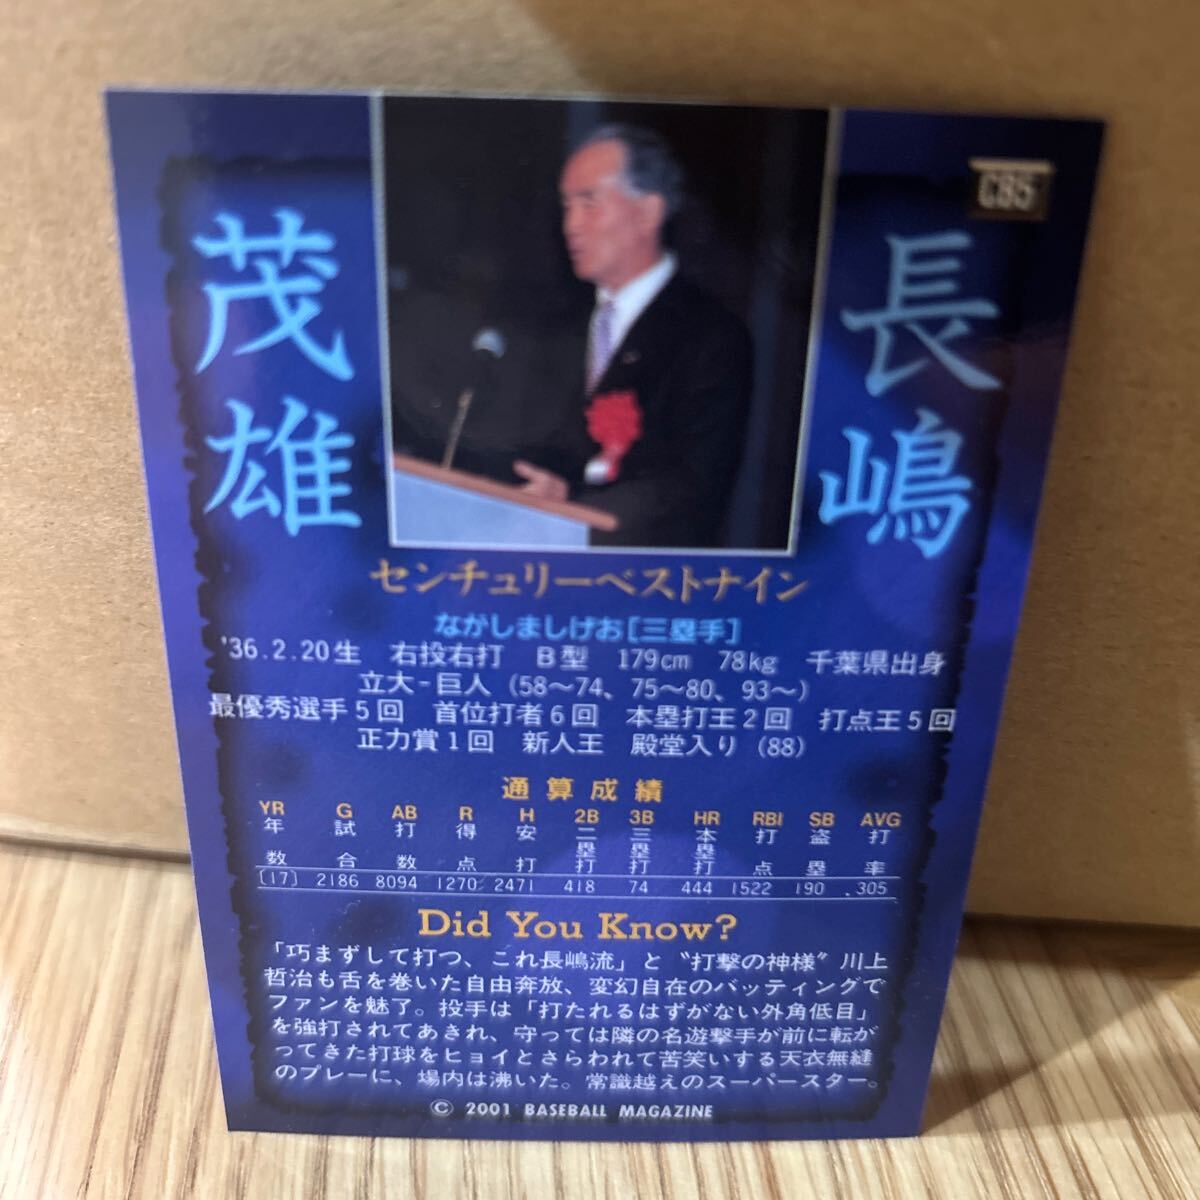 CB5
長嶋
茂雄
センチュリーベストナイン
ながしましげお[三塁手]
'36.2.20生 右投右打 B型 179cm 78kg 千葉県出身
立大-巨人（58〜74、75〜80、93〜）
最優秀選手5回 首位打者6回 本塁打王2回 打点王5回
正力賞1回 新人王 殿堂入り（88）
通算成績
YR G AB R H 2B 3B HR RBI SB AVG
年数 試合 打数 得点 安打 二塁打 三塁打 本塁打 打点 盗塁 打率
[17] 2186 8094 1270 2471 418 74 444 1522 190 .305
Did You Know?
「巧まずして打つ、これ長嶋流」と〝打撃の神様〟川上
哲治も舌を巻いた自由奔放、変幻自在のバッティングで
ファンを魅了。投手は「打たれるはずがない外角低目」
を強打されてあきれ、守っては隣の名遊撃手が前に転が
ってきた打球をヒョイとさらわれて苦笑いする天衣無縫
のプレーに、場内は沸いた。常識越えのスーパースター。
© 2001 BASEBALL MAGAZINE